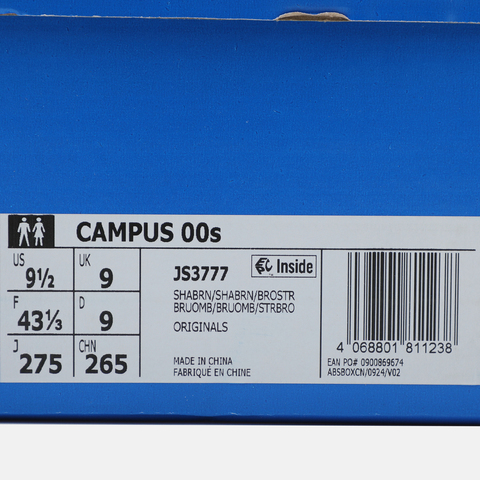 CAMPUS 00s
US 9½ UK 9
F 43⅓ D 9
J 275 CHN 265
JS3777
Inside
SHABRN/SHABRN/BROSTR
BRUOMB/BRUOMB/STRBRO
ORIGINALS
MADE IN CHINA
FABRIQUÉ EN CHINE
4 068801 811238
EAN PO# 0900869674
ABSBOXCN/0924/V02